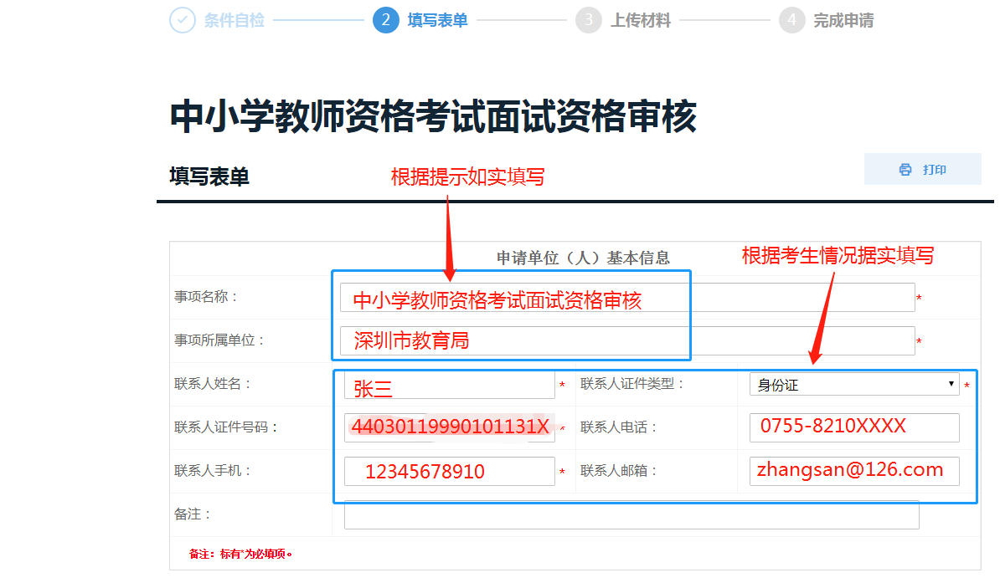 条件自检 2 填写表单 3 上传材料 4 完成申请
中小学教师资格考试面试资格审核
填写表单 根据提示如实填写 打印
申请单位（人）基本信息 根据考生情况据实填写
事项名称： 中小学教师资格考试面试资格审核 *
事项所属单位： 深圳市教育局 *
联系人姓名： 张三 * 联系人证件类型： 身份证 *
联系人证件号码： 44030119990101131X * 联系人电话： 0755-8210XXXX
联系人手机： 12345678910 * 联系人邮箱： zhangsan@126.com
备注：
备注：标有*为必填项。